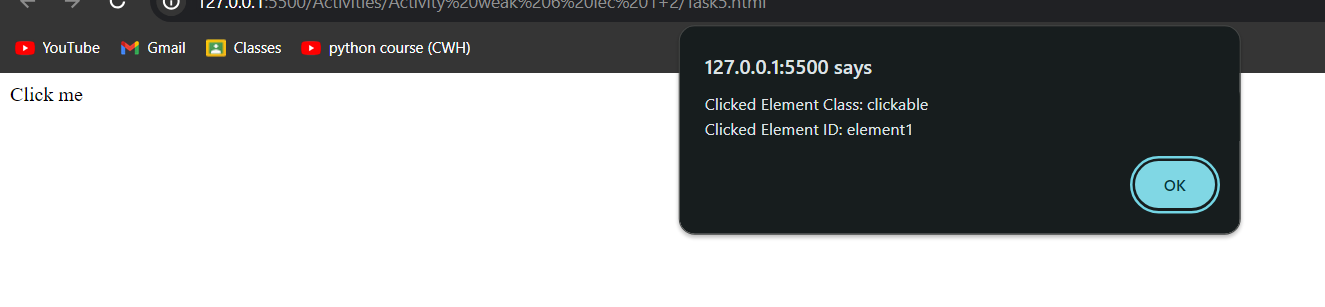 127.0.0.1:5500/Activities/Activity%20weak%206%20lec%201+2/Task5.html
YouTube Gmail Classes python course (CWH)
Click me
127.0.0.1:5500 says
Clicked Element Class: clickable
Clicked Element ID: element1
OK